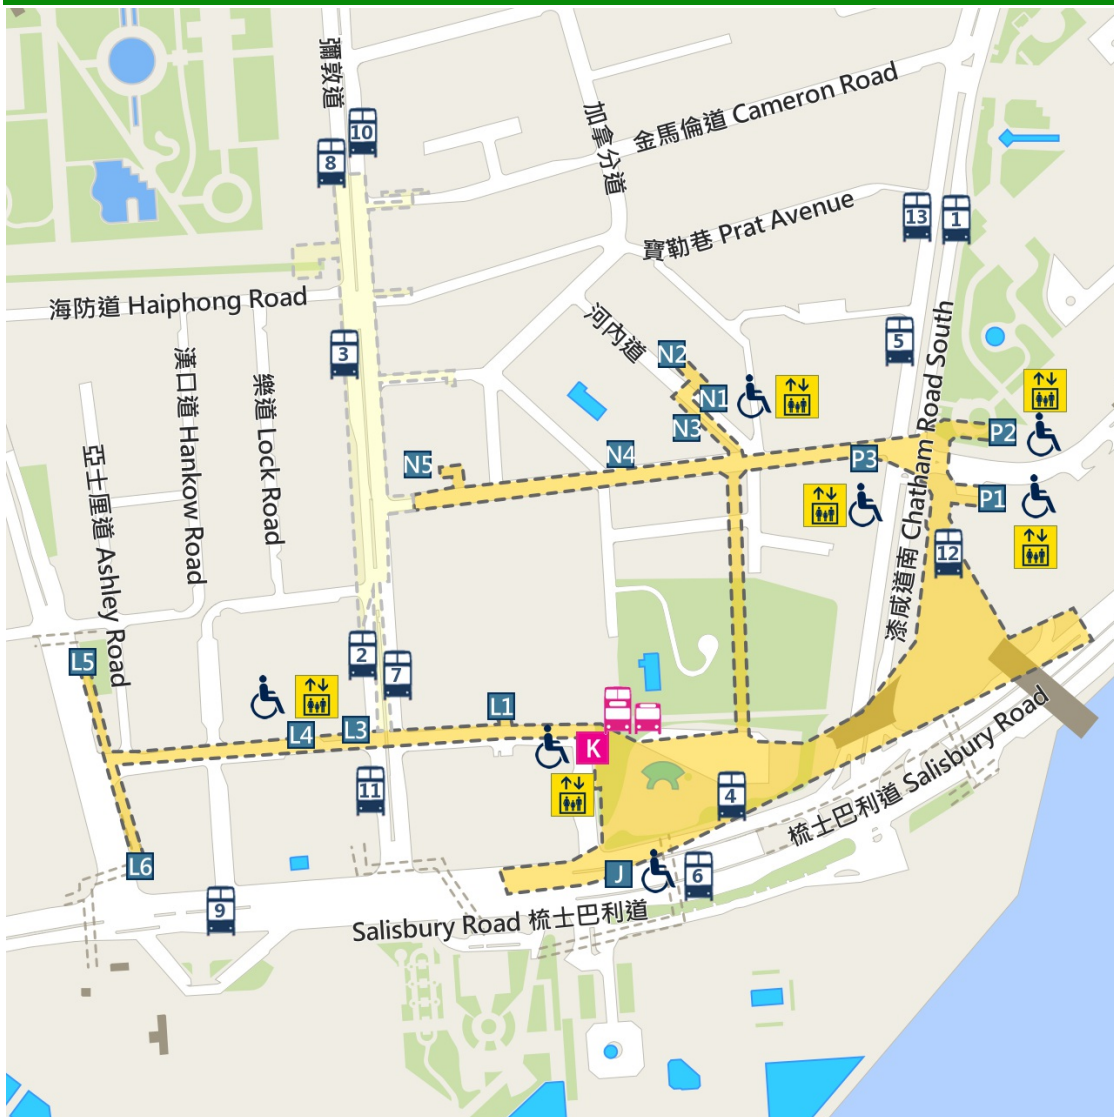 彌敦道
10
8
加拿分道
金馬倫道 Cameron Road
13
1
寶勒巷 Prat Avenue
海防道 Haiphong Road
河內道
3
5
N2
N1
N3
漢口道 Hankow Road
樂道 Lock Road
P2
N4
P3
N5
P1
亞士厘道 Ashley Road
漆咸道南 Chatham Road South
12
2
7
L5
L1
L3
L4
K
11
4
梳士巴利道 Salisbury Road
L6
J
6
9
Salisbury Road 梳士巴利道